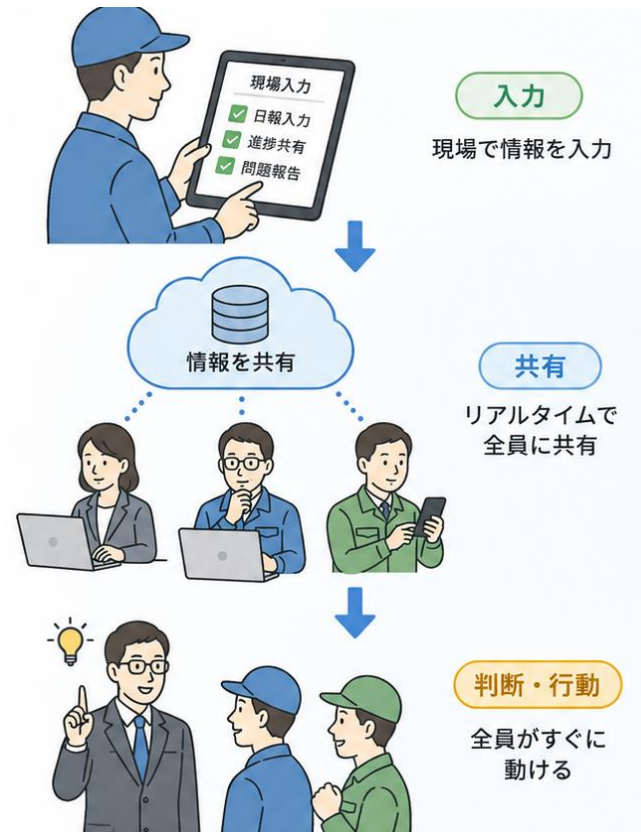 現場入力
日報入力
進捗共有
問題報告
入力
現場で情報を入力
情報を共有
共有
リアルタイムで
全員に共有
判断・行動
全員がすぐに
動ける